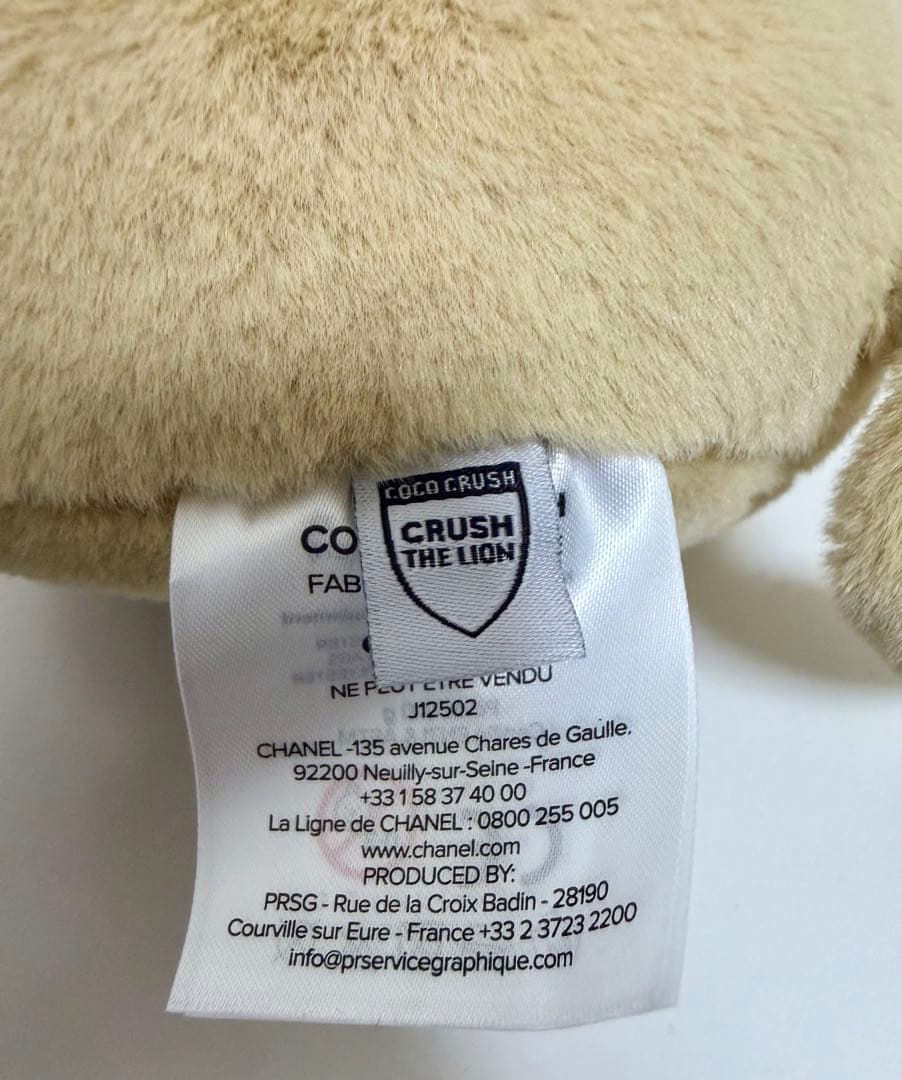 COCO CRUSH
CRUSH
THE LION
CO
FAB
NE PEUT ETRE VENDU
J12502
CHANEL -135 avenue Chares de Gaulle.
92200 Neuilly-sur-Seine -France
+33 1 58 37 40 00
La Ligne de CHANEL : 0800 255 005
www.chanel.com
PRODUCED BY:
PRSG - Rue de la Croix Badin - 28190
Courville sur Eure - France +33 2 3723 2200
info@prservicegraphique.com